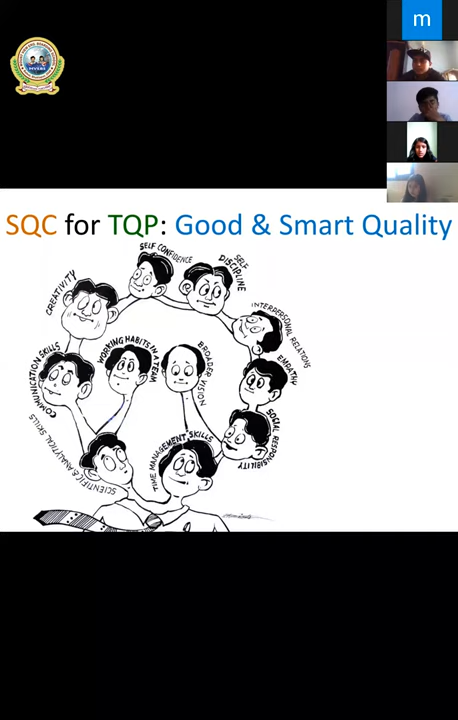 m
SQC for TQP: Good & Smart Quality
SELF CONFIDENCE
SELF DISCIPLINE
CREATIVITY
INTERPERSONAL RELATIONS
WORKING HABITS IN A TEAM
BROADER VISION
EMPATHY
COMMUNICATION SKILLS
SOCIAL RESPONSIBILITY
TIME MANAGEMENT SKILLS
SCIENTIFIC & ANALYTICAL SKILLS